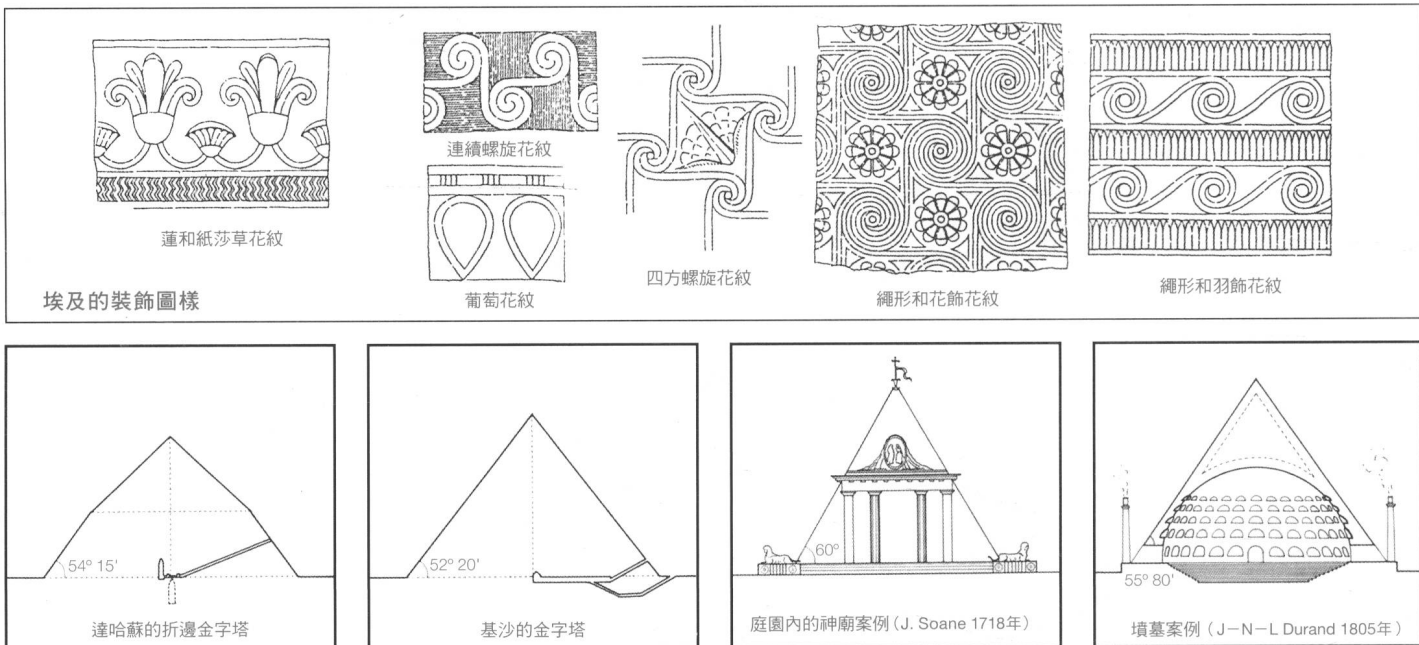 連續螺旋花紋
蓮和紙莎草花紋
葡萄花紋
四方螺旋花紋
繩形和花飾花紋
繩形和羽飾花紋
埃及的裝飾圖樣
54° 15'
達哈蘇的折邊金字塔
52° 20'
基沙的金字塔
60°
庭園內的神廟案例(J. Soane 1718年)
55° 80'
墳墓案例(J-N-L Durand 1805年)